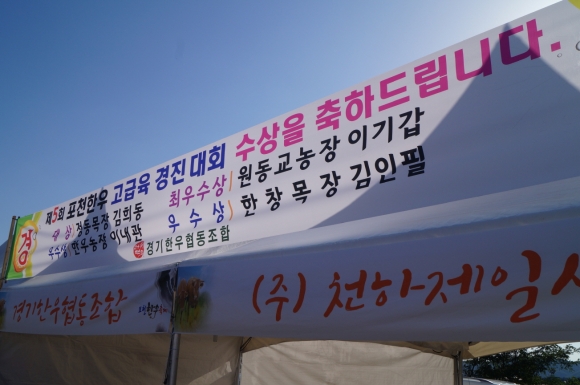 경
제5회 포천한우 고급육 경진대회 수상을 축하드립니다.
대 상) 정동목장 김희동 최우수상) 원동교농장 이기갑
우수상) 한우농장 이내관 우 수 상) 한 창 목 장 김인필
경기한우협동조합
경기한우협동조합
(주) 천하제일사